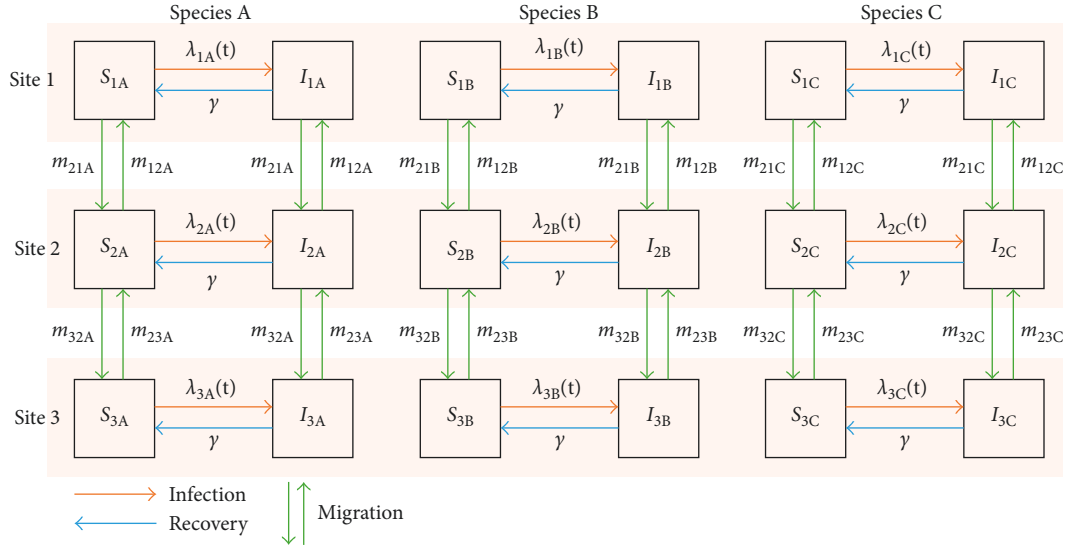 Species A Species B Species C
λ1A(t) λ1B(t) λ1C(t)
Site 1 S1A I1A S1B I1B S1C I1C
γ γ γ
m21A m12A m21A m12A m21B m12B m21B m12B m21C m12C m21C m12C
λ2A(t) λ2B(t) λ2C(t)
Site 2 S2A I2A S2B I2B S2C I2C
γ γ γ
m32A m23A m32A m23A m32B m23B m32B m23B m32C m23C m32C m23C
λ3A(t) λ3B(t) λ3C(t)
Site 3 S3A I3A S3B I3B S3C I3C
γ γ γ
Infection
Migration
Recovery